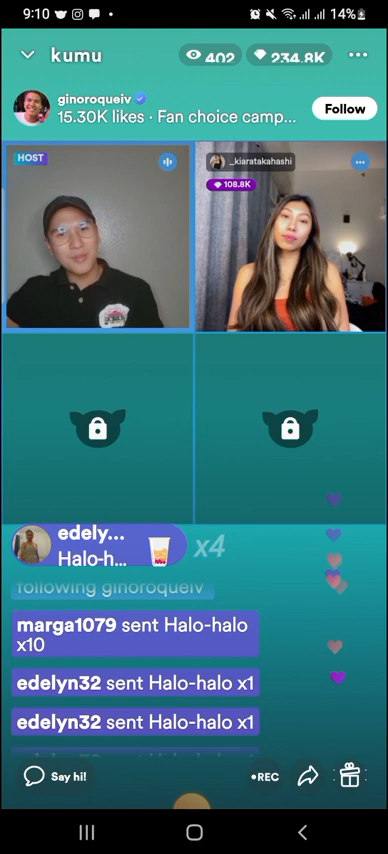 9:10
14%
kumu
402
234.8K
ginoroqueiv
15.30K likes · Fan choice camp...
Follow
HOST
_kiaratakahashi
108.8K
edely...
Halo-h...
x4
following ginoroqueiv
marga1079 sent Halo-halo
x10
edelyn32 sent Halo-halo x1
edelyn32 sent Halo-halo x1
Say hi!
REC